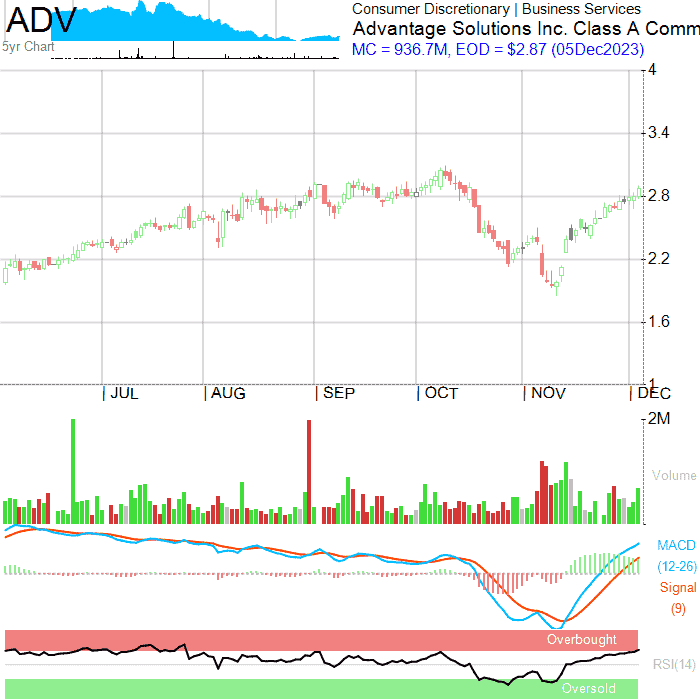 ADV
5yr Chart
Consumer Discretionary | Business Services
Advantage Solutions Inc. Class A Comm
MC = 936.7M, EOD = $2.87 (05Dec2023)
4
3.4
2.8
2.2
1.6
1
| JUL | AUG | SEP | OCT | NOV | DEC
2M
Volume
MACD
(12-26)
Signal
(9)
Overbought
RSI(14)
Oversold